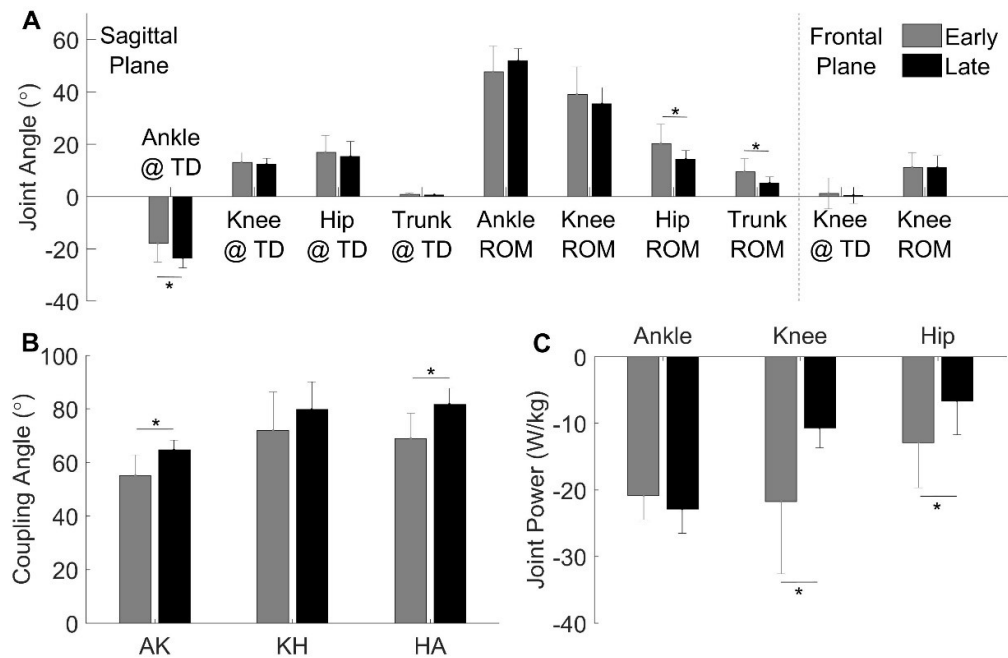 A
Sagittal
Plane
Frontal
Plane
Early
Late
Joint Angle (°)
60
40
20
0
-20
-40
Ankle
@ TD
*
Knee
@ TD
Hip
@ TD
Trunk
@ TD
Ankle
ROM
Knee
ROM
*
Hip
ROM
*
Trunk
ROM
Knee
@ TD
Knee
ROM
B
Coupling Angle (°)
100
80
60
40
20
0
*
*
AK
KH
HA
C
Ankle
Knee
Hip
Joint Power (W/kg)
0
-10
-20
-30
-40
*
*